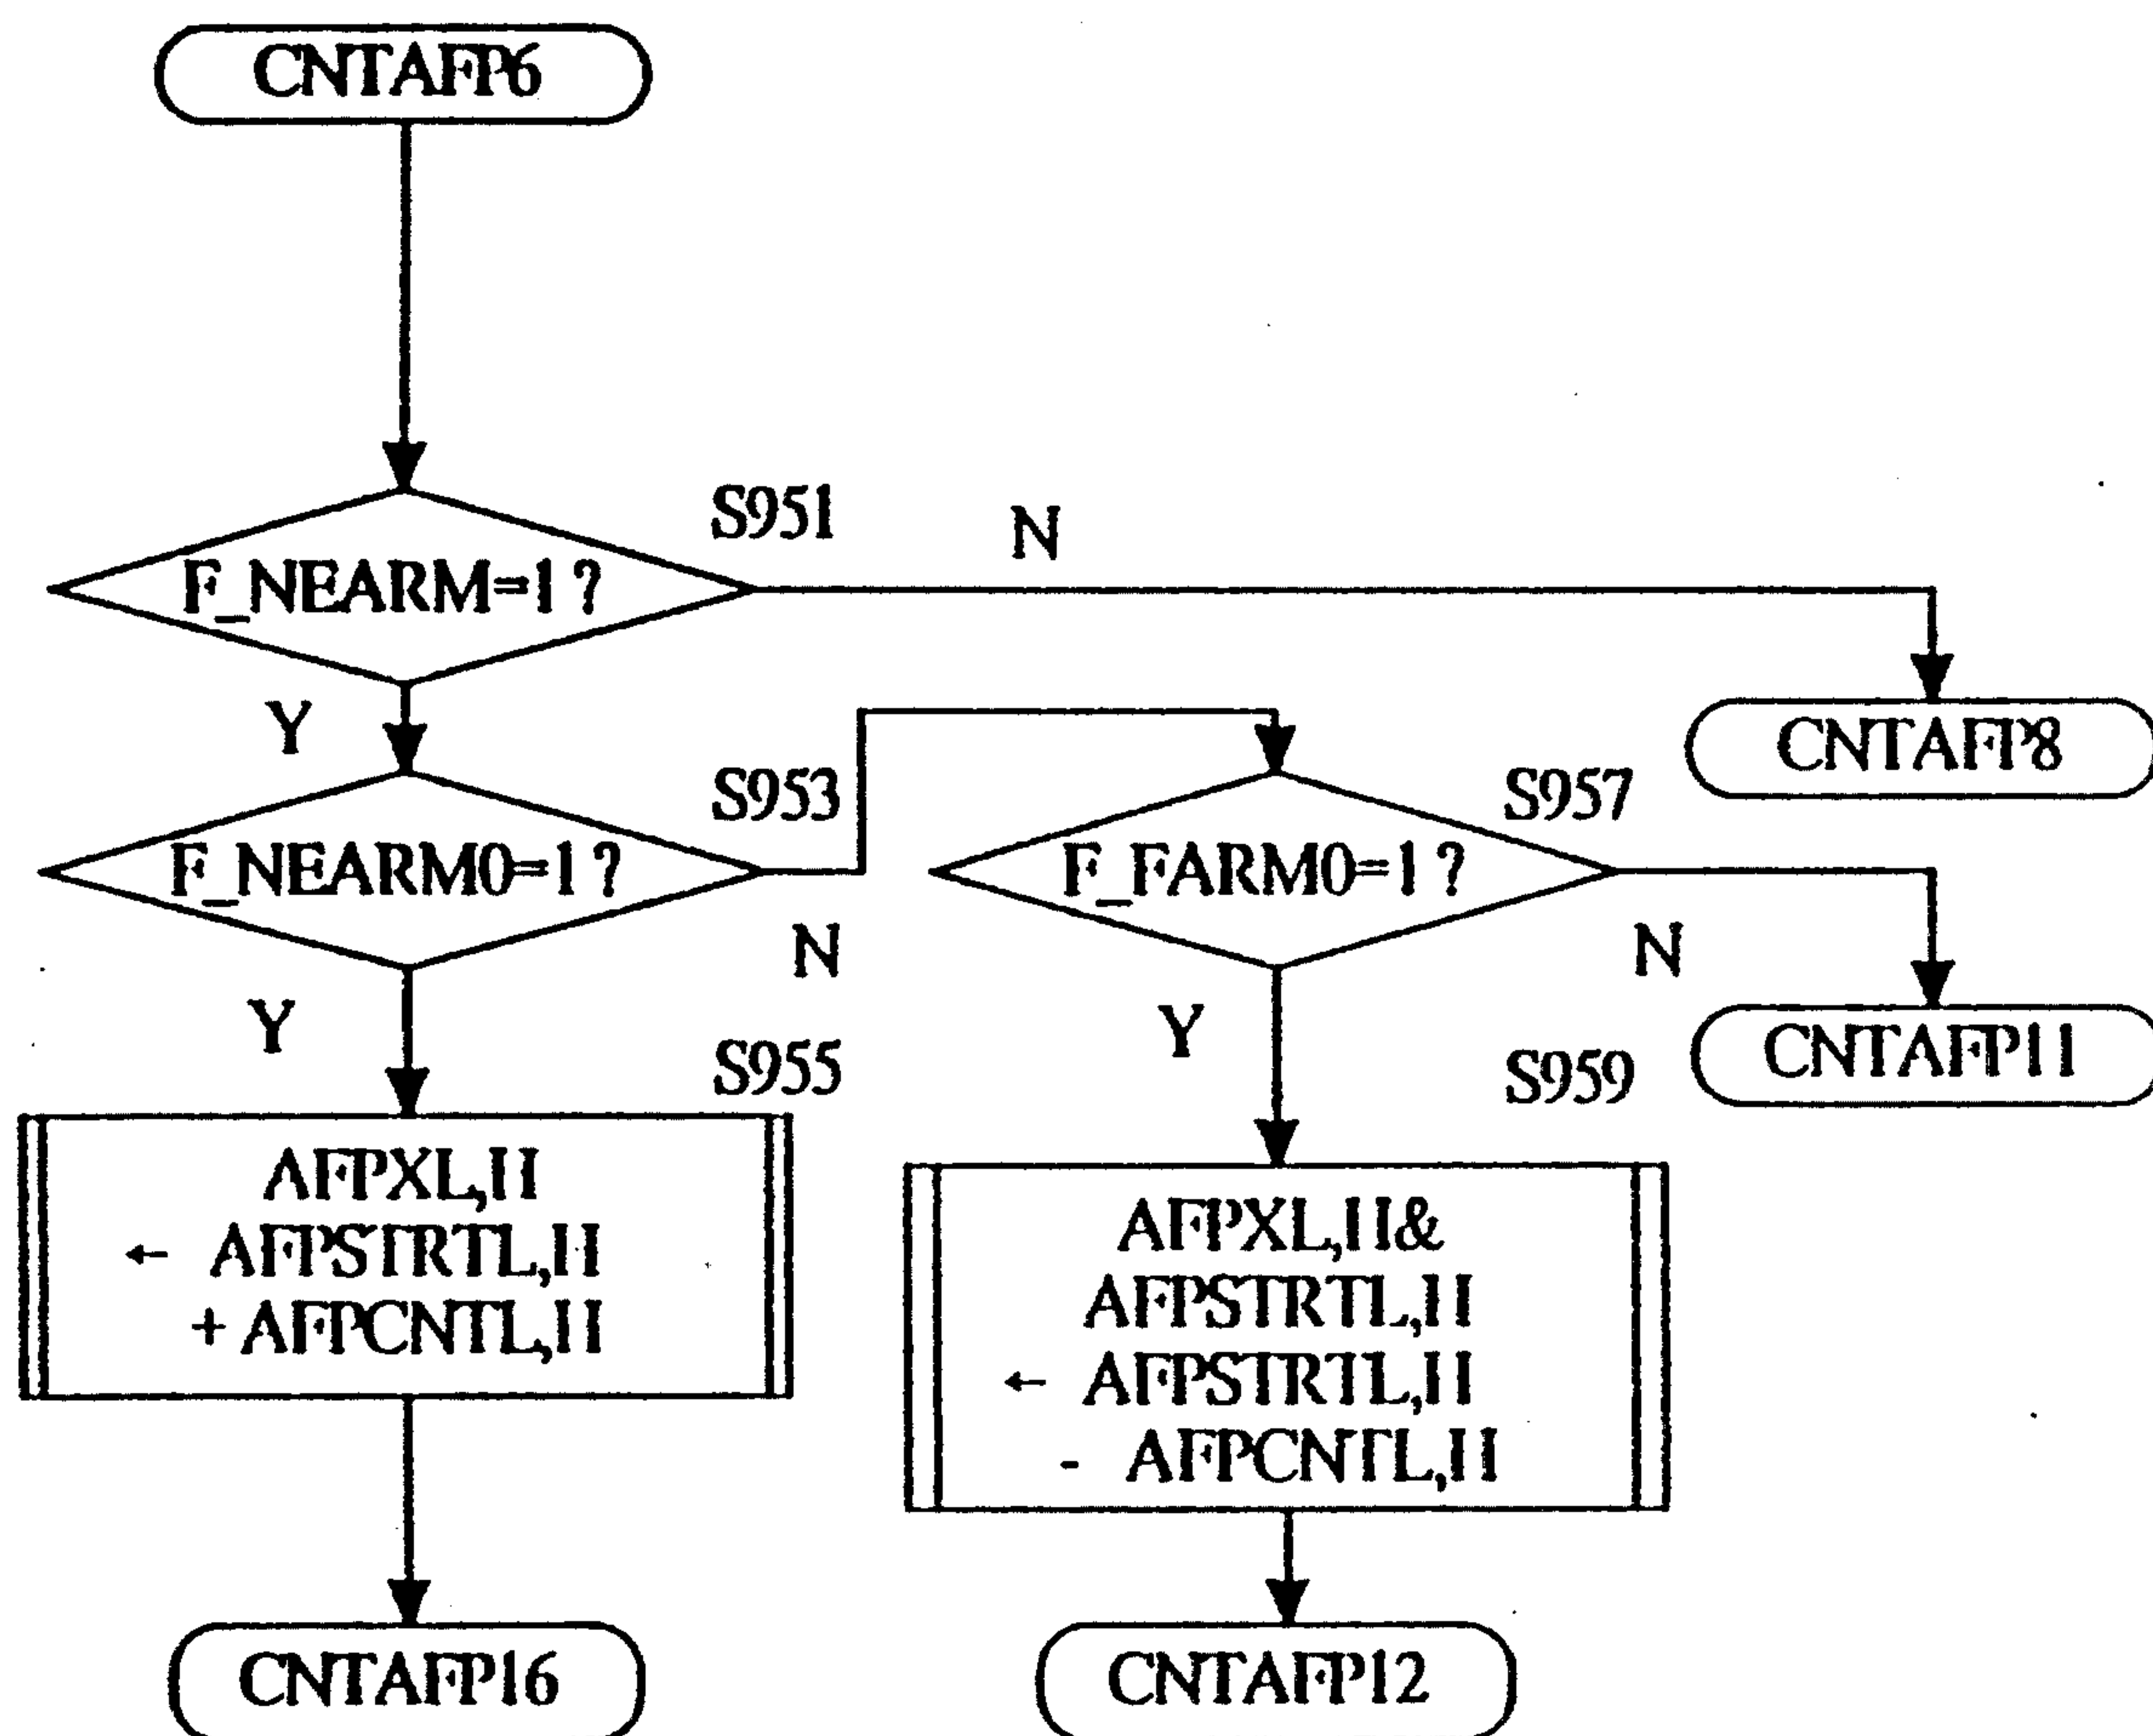 CNTAFP6
S951
N
F_NEARM=1?
Y
CNTAFP8
S953
S957
F_NEARM0=1?
F_FARM0=1?
N
N
Y
Y
S955
S959
CNTAFP11
AFPXL,H
← AFPSTRTL,H
+ AFPCNTL,H
AFPXL,H&
AFPSTRTL,H
← AFPSTRTL,H
- AFPCNTL,H
CNTAFP16
CNTAFP12